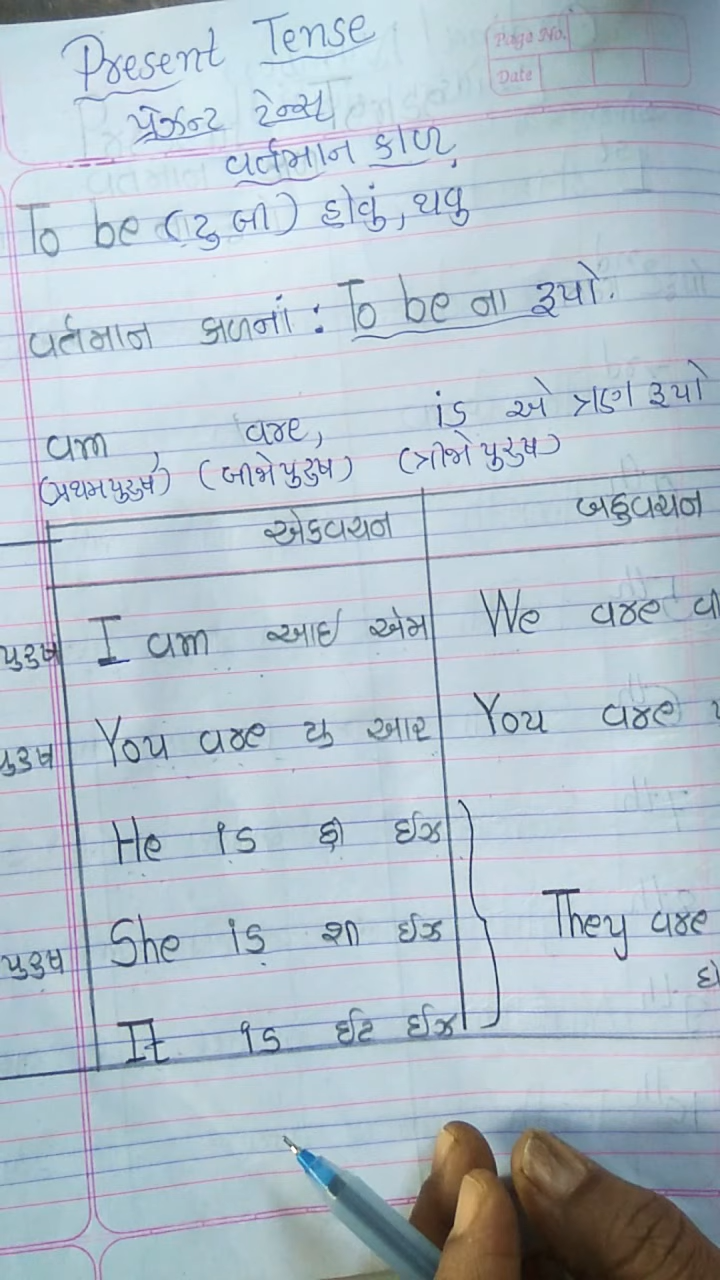 Present Tense
Page No.
Date
પ્રેઝન્ટ ટેન્સ
વર્તમાન કાળ
To be (ટુ બી) હોવું, થવુ
વર્તમાન કાળનાં : To be ના રૂપો.
am, are, is એ ત્રણ રૂપો
(પ્રથમપુરુષ) (બીજોપુરુષ) (ત્રીજોપુરુષ)
એકવચન બહુવચન
પુરુષ I am આઈ એમ We are વી
પુરુષ You are યુ આર You are
He is હી ઈઝ
પુરુષ She is શી ઈઝ They are
It is ઈટ ઈઝ